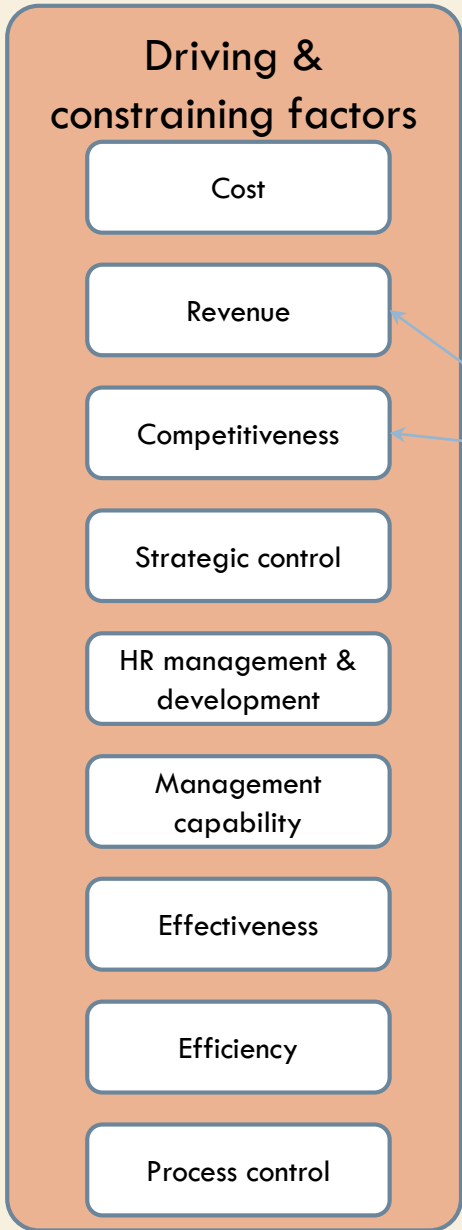 Driving &
constraining factors
Cost
Revenue
Competitiveness
Strategic control
HR management &
development
Management
capability
Effectiveness
Efficiency
Process control